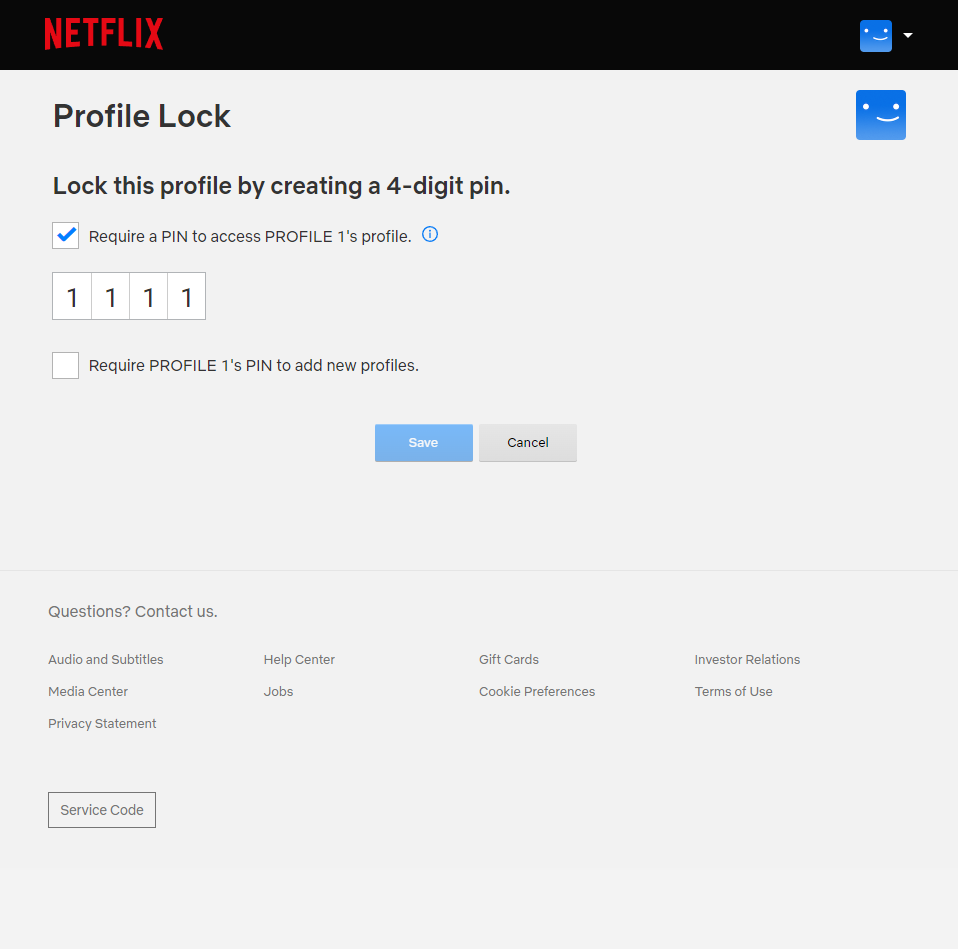 NETFLIX
Profile Lock
Lock this profile by creating a 4-digit pin.
Require a PIN to access PROFILE 1's profile.
1 1 1 1
Require PROFILE 1's PIN to add new profiles.
Save Cancel
Questions? Contact us.
Audio and Subtitles Help Center Gift Cards Investor Relations
Media Center Jobs Cookie Preferences Terms of Use
Privacy Statement
Service Code